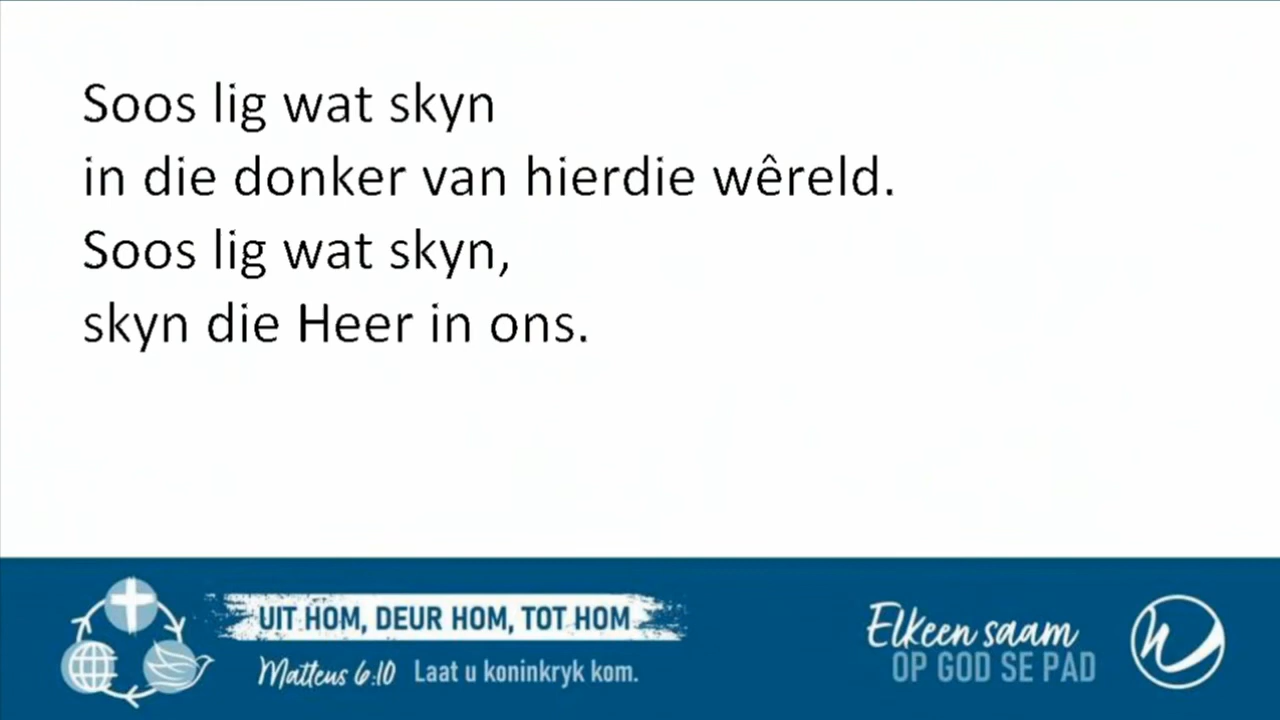 Soos lig wat skyn
in die donker van hierdie wêreld.
Soos lig wat skyn,
skyn die Heer in ons.
UIT HOM, DEUR HOM, TOT HOM
Matteus 6:10 Laat u koninkryk kom.
Elkeen saam
OP GOD SE PAD